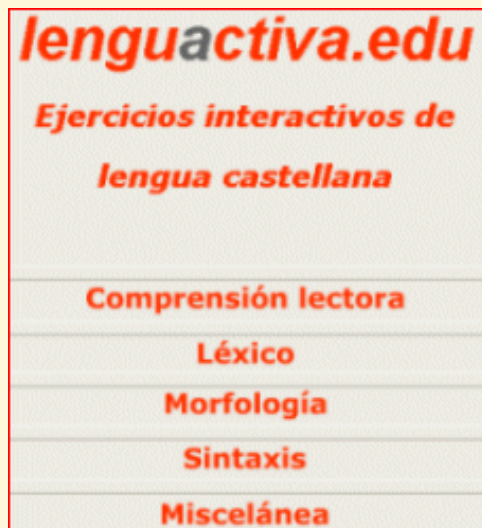 lenguactiva.edu
Ejercicios interactivos de
lengua castellana
Comprensión lectora
Léxico
Morfología
Sintaxis
Miscelánea